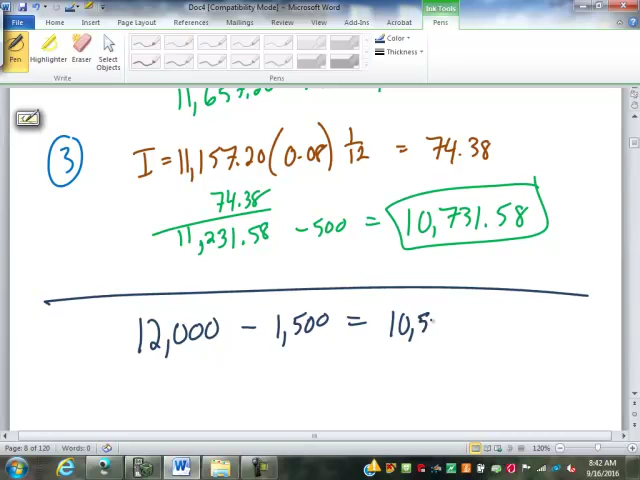 Doc4 [Compatibility Mode] - Microsoft Word
Ink Tools
File Home Insert Page Layout References Mailings Review View Acrobat Pens
Pen Highlighter Eraser Select Objects
Color
Thickness
Write Pens
11,657.
3 I = 11,157.20 (0.08) 1/12 = 74.38
74.38
11,231.58 - 500 = 10,731.58
12,000 - 1,500 = 10,5
Page: 8 of 120 Words: 0 120%
8:42 AM
9/16/2016